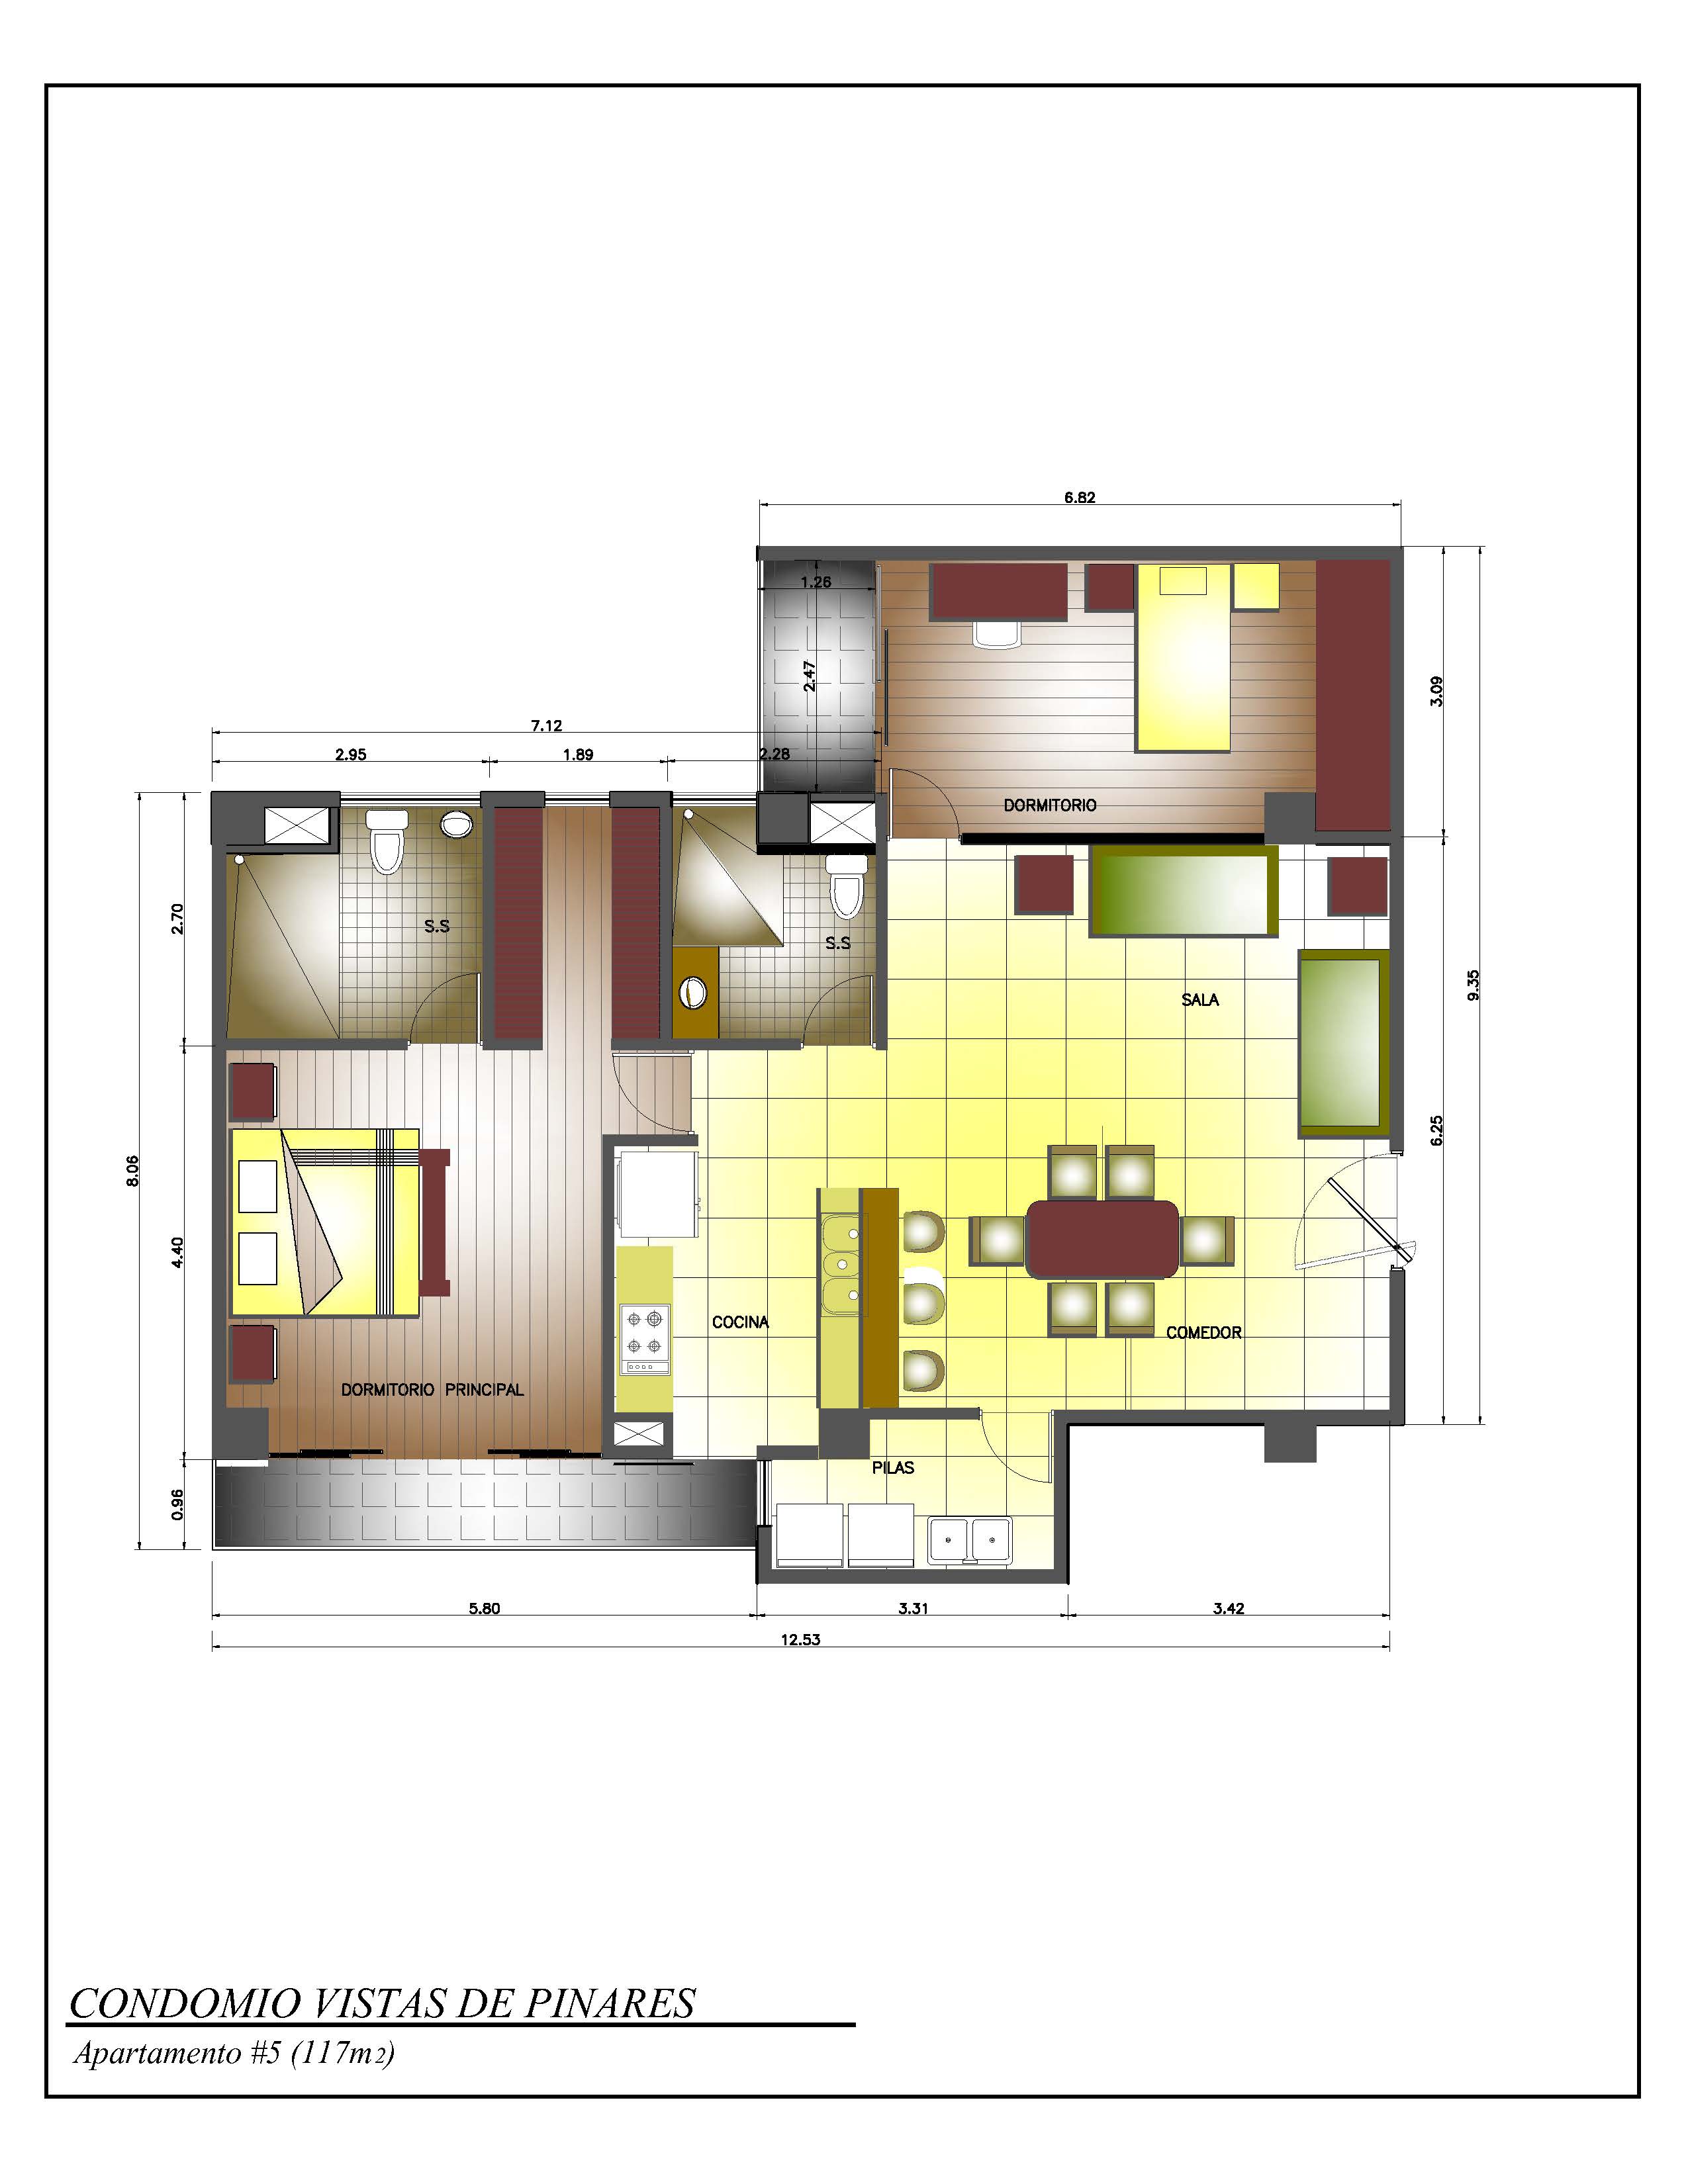 6.82
1.26
2.47
3.09
7.12
2.95
1.89
2.28
DORMITORIO
2.70
S.S
S.S
9.35
SALA
6.25
8.06
4.40
COCINA
COMEDOR
DORMITORIO PRINCIPAL
PILAS
0.96
5.80
3.31
3.42
12.53
CONDOMIO VISTAS DE PINARES
Apartamento #5 (117m2)